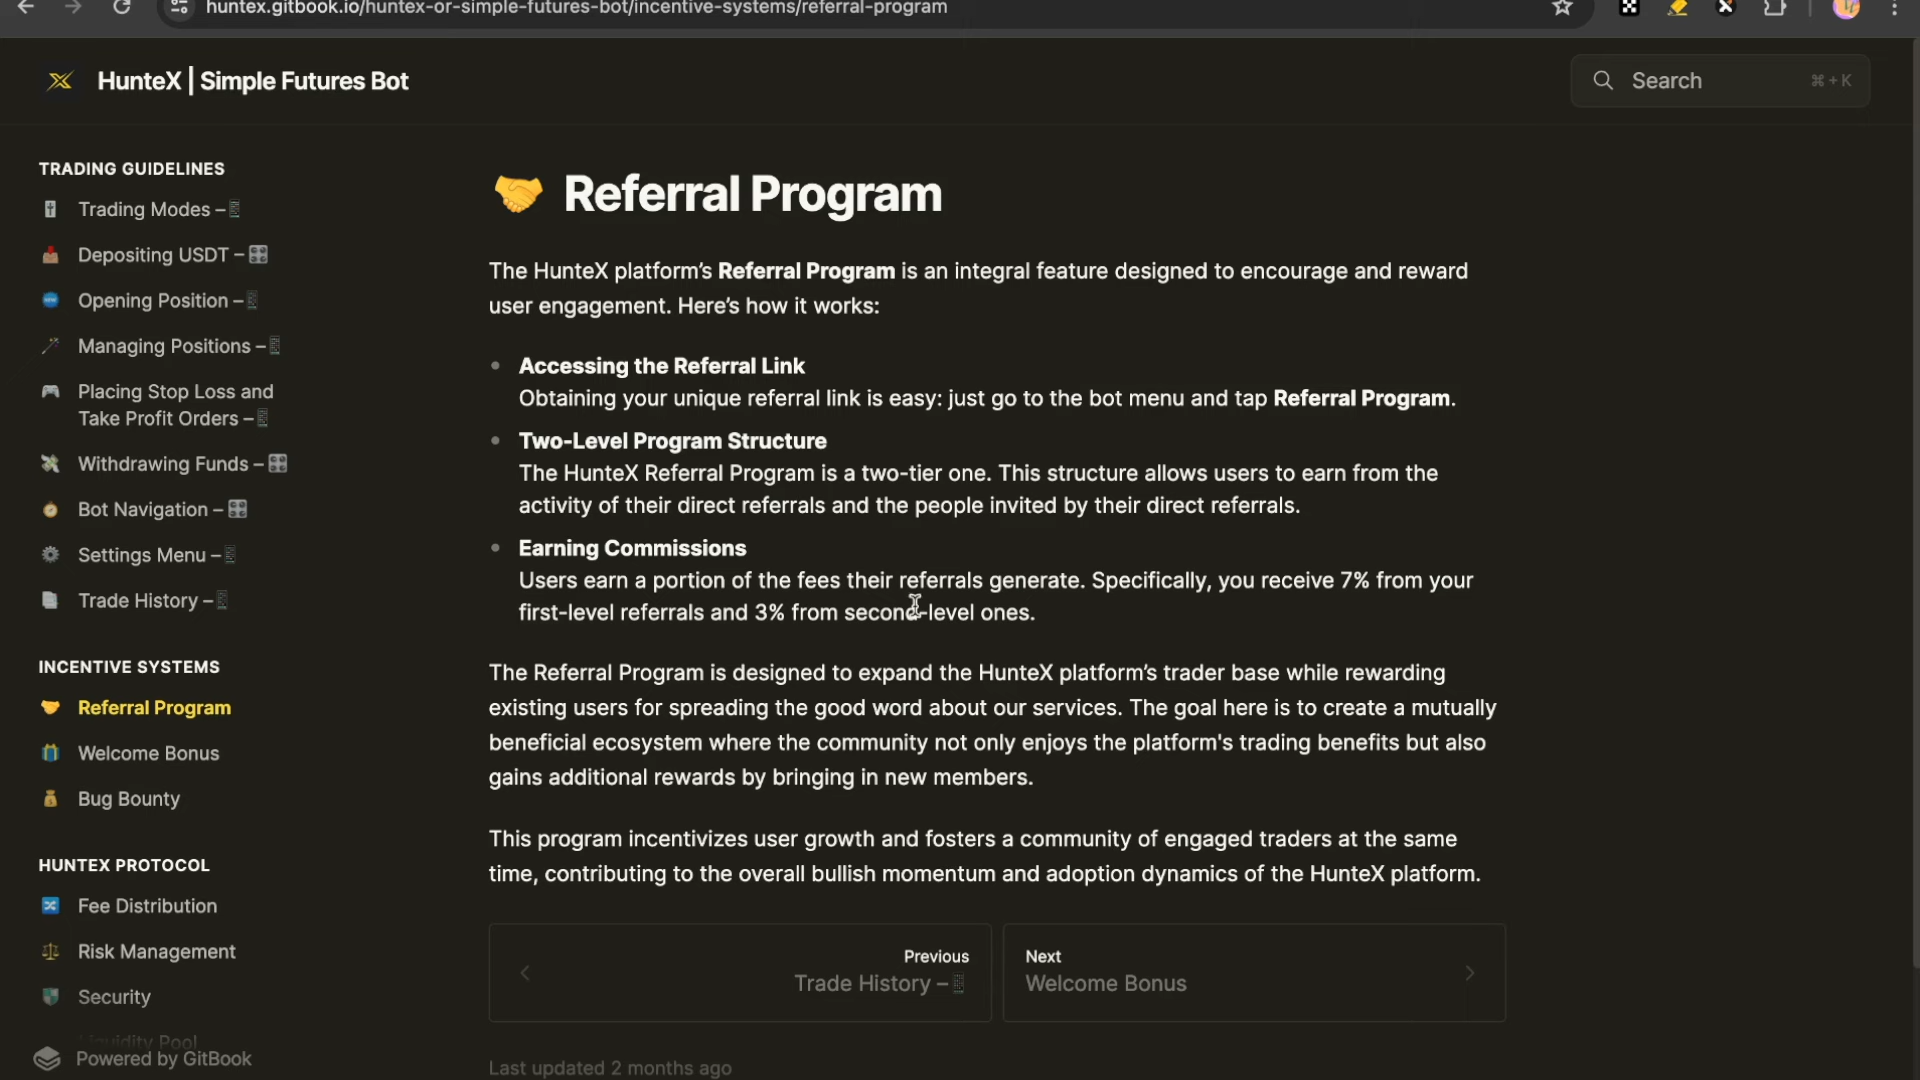 huntex.gitbook.io/huntex-or-simple-futures-bot/incentive-systems/referral-program
HunteX | Simple Futures Bot
Search
⌘+K
TRADING GUIDELINES
Trading Modes –
Depositing USDT –
Opening Position –
Managing Positions –
Placing Stop Loss and
Take Profit Orders –
Withdrawing Funds –
Bot Navigation –
Settings Menu –
Trade History –
INCENTIVE SYSTEMS
Referral Program
Welcome Bonus
Bug Bounty
HUNTEX PROTOCOL
Fee Distribution
Risk Management
Security
Liquidity Pool
Powered by GitBook
Referral Program
The HunteX platform’s Referral Program is an integral feature designed to encourage and reward
user engagement. Here’s how it works:
• Accessing the Referral Link
Obtaining your unique referral link is easy: just go to the bot menu and tap Referral Program.
• Two-Level Program Structure
The HunteX Referral Program is a two-tier one. This structure allows users to earn from the
activity of their direct referrals and the people invited by their direct referrals.
• Earning Commissions
Users earn a portion of the fees their referrals generate. Specifically, you receive 7% from your
first-level referrals and 3% from second-level ones.
The Referral Program is designed to expand the HunteX platform’s trader base while rewarding
existing users for spreading the good word about our services. The goal here is to create a mutually
beneficial ecosystem where the community not only enjoys the platform's trading benefits but also
gains additional rewards by bringing in new members.
This program incentivizes user growth and fosters a community of engaged traders at the same
time, contributing to the overall bullish momentum and adoption dynamics of the HunteX platform.
Previous
Trade History –
Next
Welcome Bonus
Last updated 2 months ago